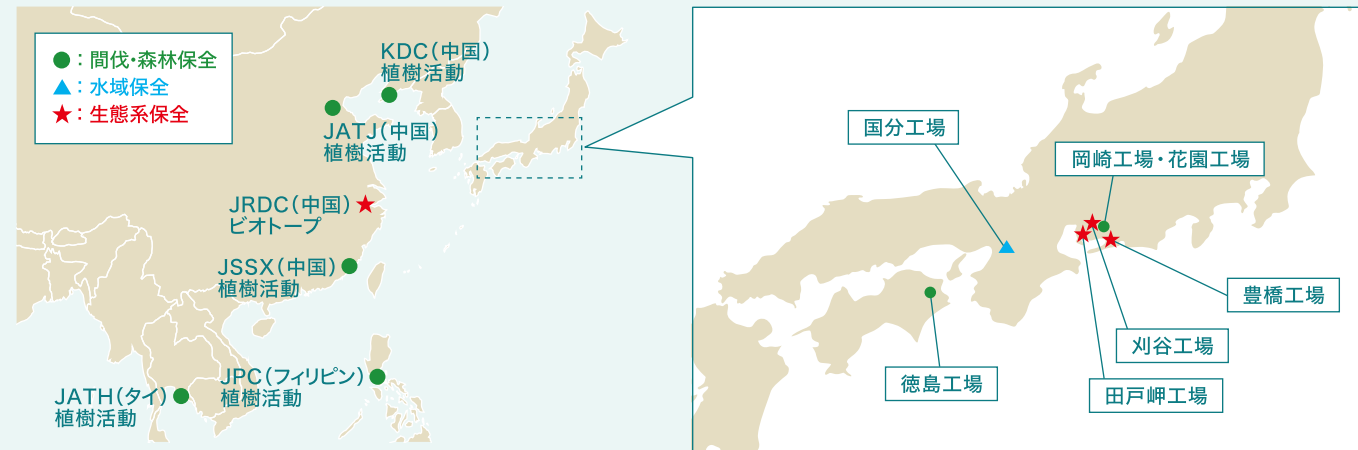 ●：間伐・森林保全
▲：水域保全
★：生態系保全
KDC（中国）
植樹活動
JATJ（中国）
植樹活動
JRDC（中国）
ビオトープ
JSSX（中国）
植樹活動
JPC（フィリピン）
植樹活動
JATH（タイ）
植樹活動
国分工場
岡崎工場・花園工場
豊橋工場
刈谷工場
徳島工場
田戸岬工場